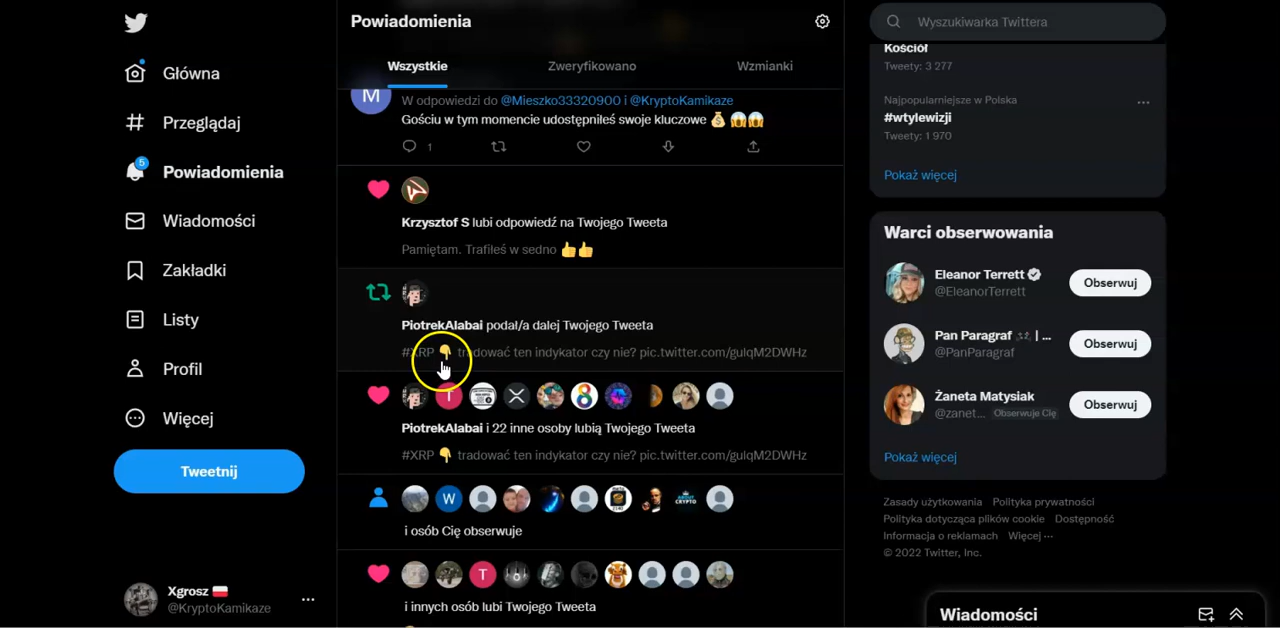 Główna
Przeglądaj
5
Powiadomienia
Wiadomości
Zakładki
Listy
Profil
Więcej
Tweetnij
Xgrosz 🇵🇱
@KryptoKamikaze
Powiadomienia
Wszystkie
Zweryfikowano
Wzmianki
M
W odpowiedzi do @Mieszko33320900 i @KryptoKamikaze
Gościu w tym momencie udostępniłeś swoje kluczowe 💰 😱😱
1
Krzysztof S lubi odpowiedź na Twojego Tweeta
Pamiętam. Trafiłeś w sedno 👍👍
PiotrekAlabai podał/a dalej Twojego Tweeta
#XRP 👇 tradować ten indykator czy nie? pic.twitter.com/gulqM2DWHz
T
8
PiotrekAlabai i 22 inne osoby lubią Twojego Tweeta
#XRP 👇 tradować ten indykator czy nie? pic.twitter.com/gulqM2DWHz
W
i osób Cię obserwuje
T
i innych osób lubi Twojego Tweeta
Wyszukiwarka Twittera
Kościół
Tweety: 3 277
Najpopularniejsze w Polska
#wtylewizji
Tweety: 1 970
Pokaż więcej
Warci obserwowania
Eleanor Terrett
@EleanorTerrett
Obserwuj
Pan Paragraf | ...
@PanParagraf
Obserwuj
Żaneta Matysiak
@zanet... Obserwuje Cię
Obserwuj
Pokaż więcej
Zasady użytkowania Polityka prywatności
Polityka dotycząca plików cookie Dostępność
Informacja o reklamach Więcej ···
© 2022 Twitter, Inc.
Wiadomości